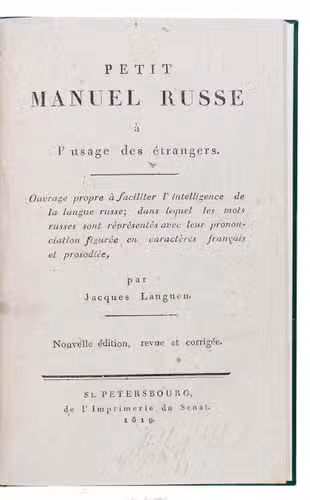 PETIT
MANUEL RUSSE
à
l'usage des étrangers.
Ouvrage propre à faciliter l'intelligence de
la langue russe; dans lequel les mots
russes sont réprésentés avec leur pronon-
ciation figurée en caractères français
et prosodiée,
par
Jacques Languen.
Nouvelle édition, revue et corrigée.
St. PETERSBOURG,
de l'Imprimerie du Senat.
1819.